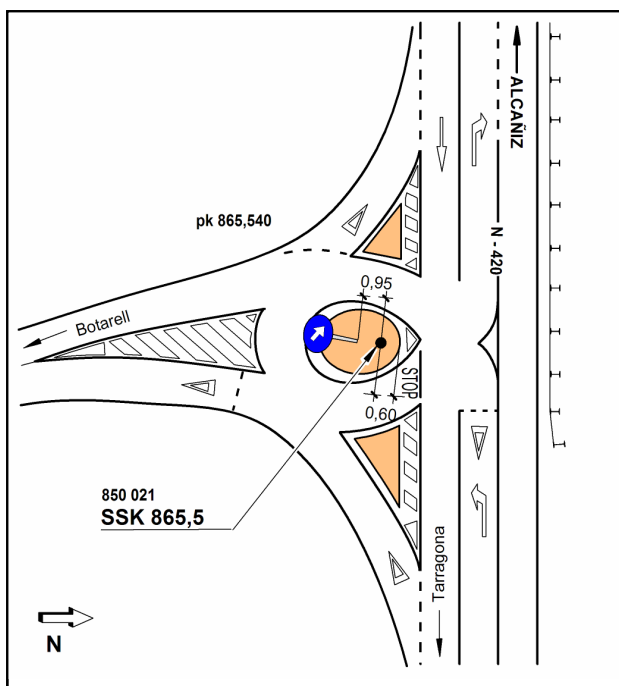 ALCAÑIZ
N - 420
pk 865,540
0,95
Botarell
STOP
0,60
850 021
SSK 865,5
Tarragona
N